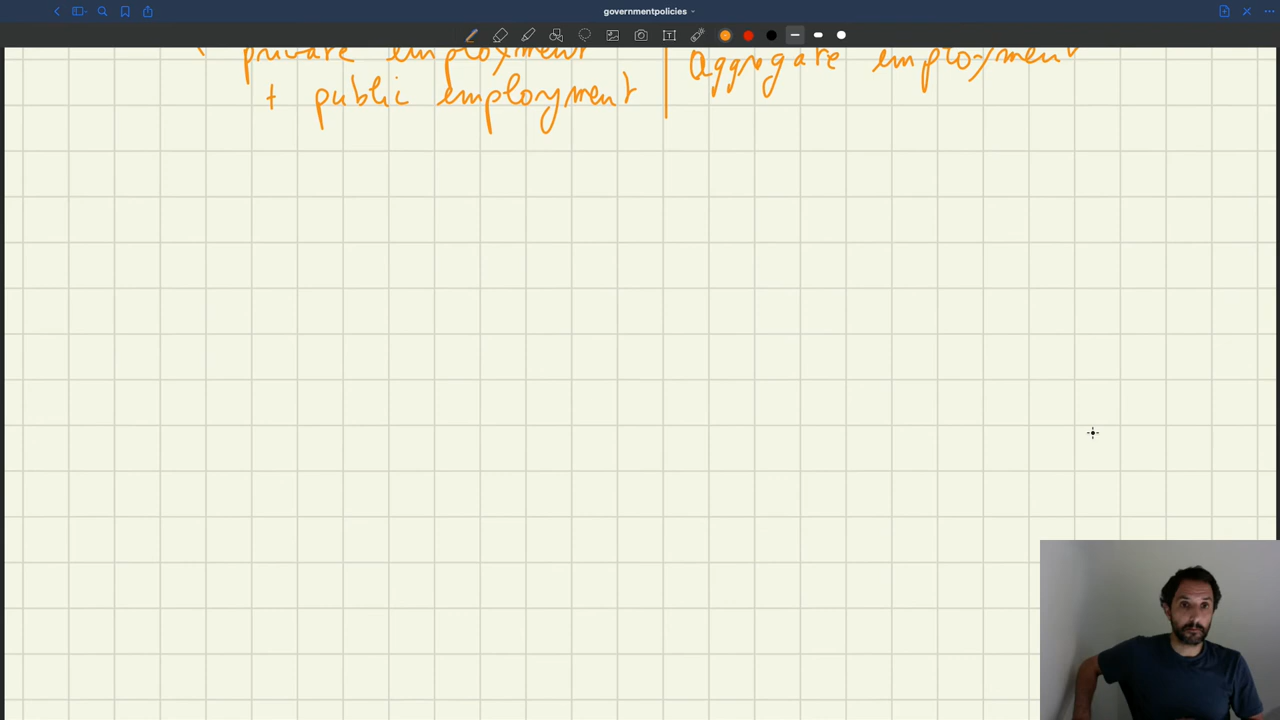 governmentpolicies
private employment
+ public employment
aggregate employment